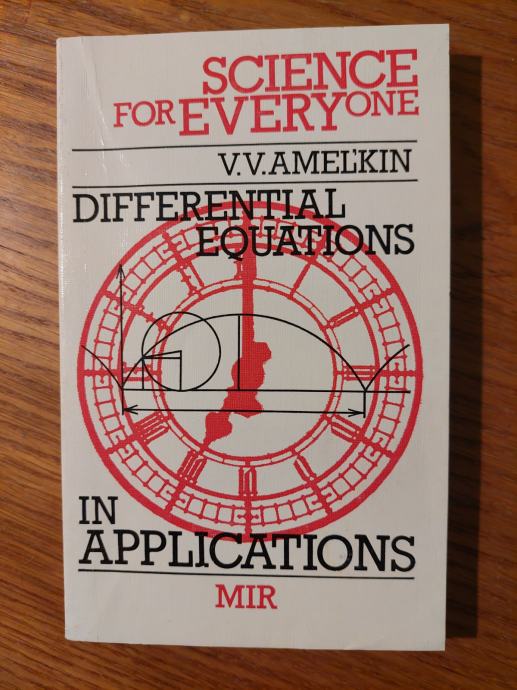 SCIENCE
FOR EVERYONE
V.V.AMEL'KIN
DIFFERENTIAL
EQUATIONS
IN
APPLICATIONS
MIR